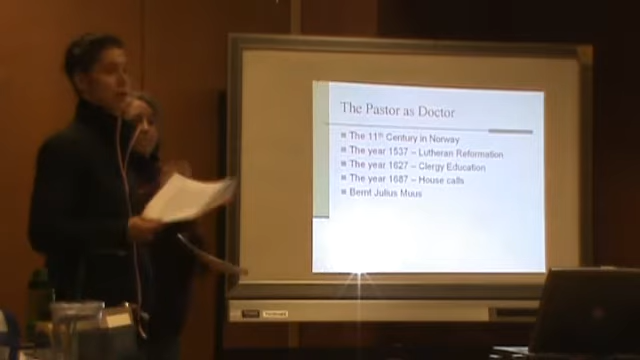 The Pastor as Doctor
The 11th Century in Norway
The year 1537 – Lutheran Reformation
The year 1627 – Clergy Education
The year 1687 – House calls
Bernt Julius Muus